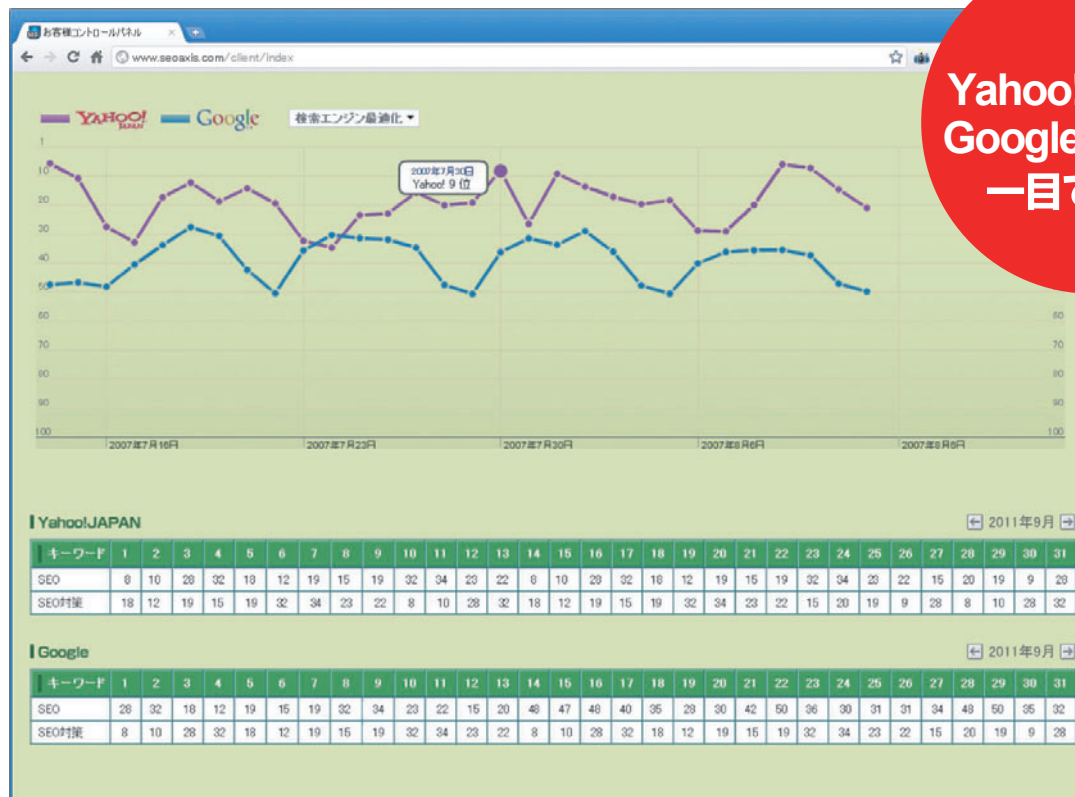 お客様コントロールパネル
www.seoaxis.com/client/index
Yahoo!
Google
一目で
YAHOO! JAPAN Google 検索エンジン最適化
1
10
20
30
40
50
60 60
70 70
80 80
90 90
100 100
2007年7月30日
Yahoo! 9 位
2007年7月16日 2007年7月23日 2007年7月30日 2007年8月6日 2007年8月6日
Yahoo!JAPAN 2011年9月
キーワード 1 2 3 4 5 6 7 8 9 10 11 12 13 14 15 16 17 18 19 20 21 22 23 24 25 26 27 28 29 30 31
SEO 8 10 28 32 18 12 19 15 19 32 34 23 22 8 10 28 32 18 12 19 15 19 32 34 23 22 15 20 19 9 28
SEO対策 18 12 19 15 19 32 34 23 22 8 10 28 32 18 12 19 15 19 32 34 23 22 15 20 19 9 28 8 10 28 32
Google 2011年9月
キーワード 1 2 3 4 5 6 7 8 9 10 11 12 13 14 15 16 17 18 19 20 21 22 23 24 25 26 27 28 29 30 31
SEO 28 32 18 12 19 15 19 32 34 23 22 15 20 48 47 48 40 35 28 30 42 50 36 30 31 31 34 48 50 35 32
SEO対策 8 10 28 32 18 12 19 15 19 32 34 23 22 8 10 28 32 18 12 19 15 19 32 34 23 22 15 20 19 9 28